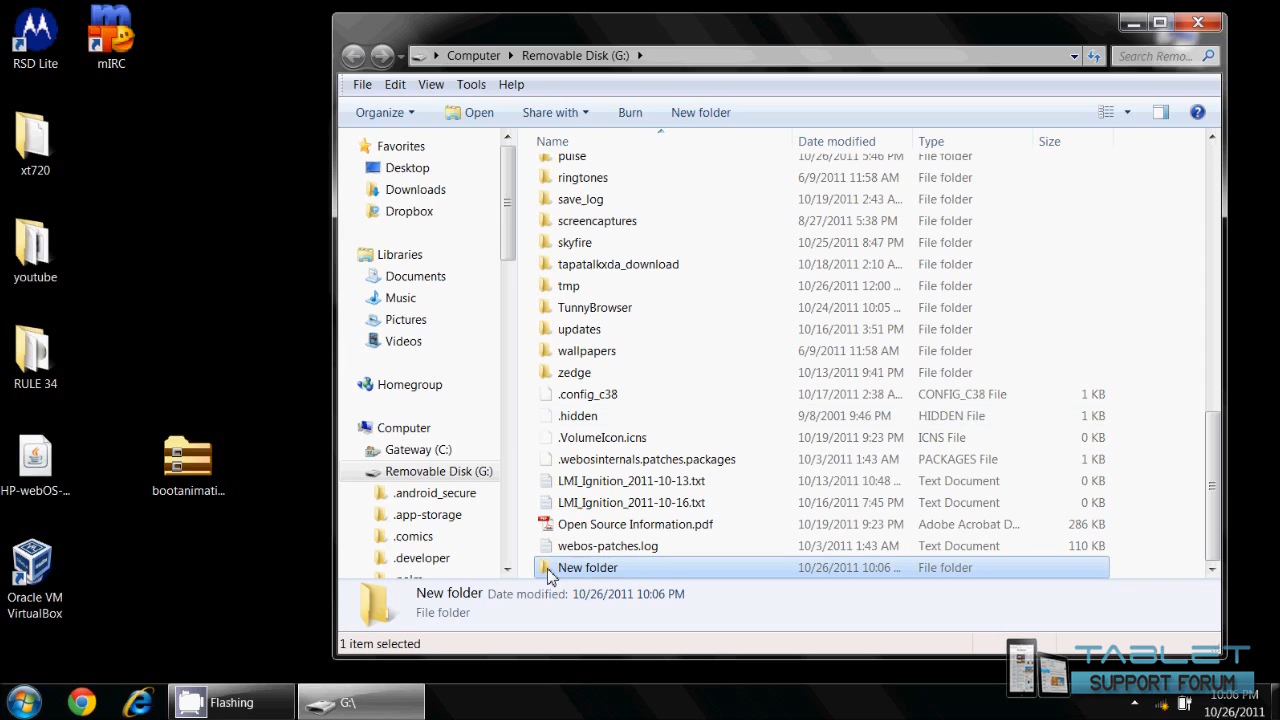 RSD Lite
mIRC
xt720
youtube
RULE 34
HP-webOS-...
bootanimati...
Oracle VM
VirtualBox
Computer
Removable Disk (G:)
Search Remo...
File
Edit
View
Tools
Help
Organize
Open
Share with
Burn
New folder
Favorites
Desktop
Downloads
Dropbox
Libraries
Documents
Music
Pictures
Videos
Homegroup
Computer
Gateway (C:)
Removable Disk (G:)
.android_secure
.app-storage
.comics
.developer
Name Date modified Type Size
pulse 10/26/2011 5:46 PM File folder
ringtones 6/9/2011 11:58 AM File folder
save_log 10/19/2011 2:43 A... File folder
screencaptures 8/27/2011 5:38 PM File folder
skyfire 10/25/2011 8:47 PM File folder
tapatalkxda_download 10/18/2011 2:10 A... File folder
tmp 10/26/2011 12:00 ... File folder
TunnyBrowser 10/24/2011 10:05 ... File folder
updates 10/16/2011 3:51 PM File folder
wallpapers 6/9/2011 11:58 AM File folder
zedge 10/13/2011 9:41 PM File folder
.config_c38 10/17/2011 2:38 A... CONFIG_C38 File 1 KB
.hidden 9/8/2001 9:46 PM HIDDEN File 1 KB
.VolumeIcon.icns 10/19/2011 9:23 PM ICNS File 0 KB
.webosinternals.patches.packages 10/3/2011 1:43 AM PACKAGES File 1 KB
LMI_Ignition_2011-10-13.txt 10/13/2011 10:48 ... Text Document 0 KB
LMI_Ignition_2011-10-16.txt 10/16/2011 7:45 PM Text Document 0 KB
Open Source Information.pdf 10/19/2011 9:23 PM Adobe Acrobat D... 286 KB
webos-patches.log 10/3/2011 1:43 AM Text Document 110 KB
New folder 10/26/2011 10:06 ... File folder
New folder Date modified: 10/26/2011 10:06 PM
File folder
1 item selected
TABLET
SUPPORT FORUM
Flashing
G:\
10:06 PM
10/26/2011